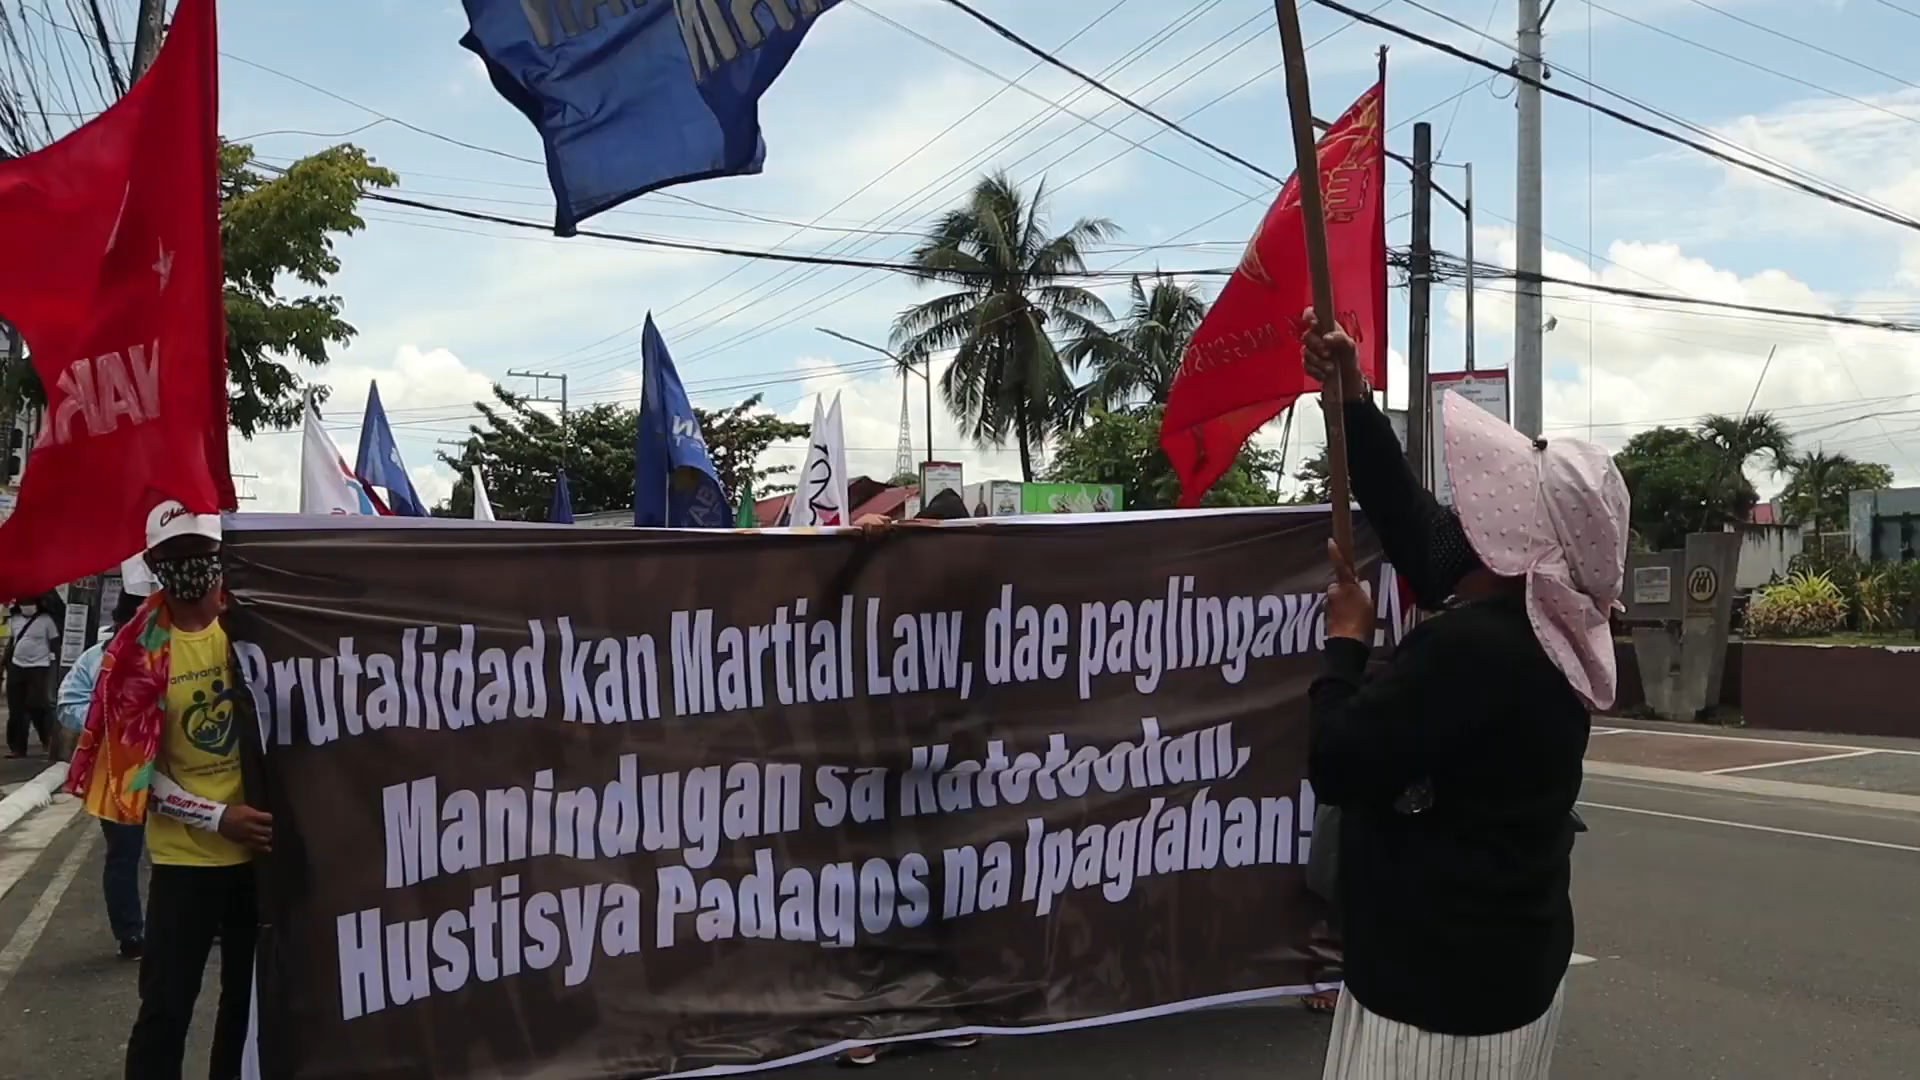 Brutalidad kan Martial Law, dae paglingawan!
Manindugan sa Katotoohan,
Hustisya Padagos na Ipaglaban!